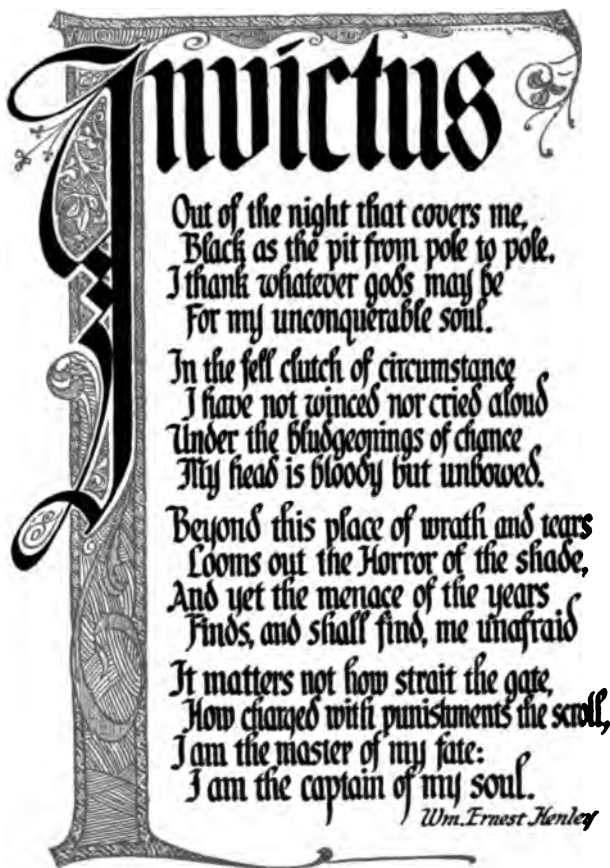 Invictus
Out of the night that covers me,
Black as the pit from pole to pole,
I thank whatever gods may be
For my unconquerable soul.
In the fell clutch of circumstance
I have not winced nor cried aloud
Under the bludgeonings of chance
My head is bloody but unbowed.
Beyond this place of wrath and tears
Looms out the Horror of the shade,
And yet the menace of the years
Finds, and shall find, me unafraid
It matters not how strait the gate,
How charged with punishments the scroll,
I am the master of my fate:
I am the captain of my soul.
Wm. Ernest Henley